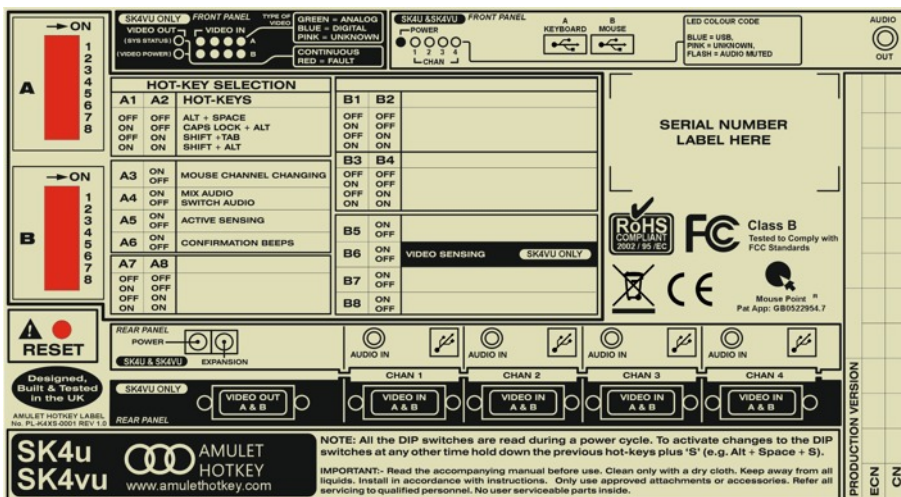 →ON
1
2
3
4
5
6
7
8
A
SK4VU ONLY FRONT PANEL
TYPE OF VIDEO
VIDEO OUT VIDEO IN
(SYS STATUS)
(VIDEO POWER)
A
B
GREEN = ANALOG
BLUE = DIGITAL
PINK = UNKNOWN
CONTINUOUS
RED = FAULT
SK4U &SK4VU FRONT PANEL
POWER
1 2 3 4
CHAN
A
KEYBOARD
B
MOUSE
LED COLOUR CODE
BLUE = USB,
PINK = UNKNOWN,
FLASH = AUDIO MUTED
AUDIO
OUT
HOT-KEY SELECTION
A1 A2 HOT-KEYS
OFF OFF ALT + SPACE
ON OFF CAPS LOCK + ALT
OFF ON SHIFT +TAB
ON ON SHIFT + ALT
A3 ON OFF MOUSE CHANNEL CHANGING
A4 ON MIX AUDIO
OFF SWITCH AUDIO
A5 ON OFF ACTIVE SENSING
A6 ON OFF CONFIRMATION BEEPS
A7 A8
OFF OFF
ON OFF
OFF ON
ON ON
B1 B2
OFF OFF
ON OFF
OFF ON
ON ON
B3 B4
OFF OFF
ON OFF
OFF ON
ON ON
B5 ON OFF
B6 ON OFF VIDEO SENSING SK4VU ONLY
B7 ON OFF
B8 ON OFF
→ON
1
2
3
4
5
6
7
8
B
SERIAL NUMBER
LABEL HERE
RoHS
COMPLIANT
2002 / 95 /EC
FC
Class B
Tested to Comply with
FCC Standards
CE
Mouse Point
Pat App: GB0522954.7
RESET
Designed,
Built & Tested
in the UK
AMULET HOTKEY LABEL
No. PL-K4XS-0001 REV 1.0
REAR PANEL
POWER
SK4U & SK4VU
EXPANSION
AUDIO IN
AUDIO IN
AUDIO IN
AUDIO IN
CHAN 1
CHAN 2
CHAN 3
CHAN 4
SK4VU ONLY
REAR PANEL
VIDEO OUT
A & B
VIDEO IN
A & B
VIDEO IN
A & B
VIDEO IN
A & B
VIDEO IN
A & B
SK4u
SK4vu
AMULET
HOTKEY
www.amulethotkey.com
NOTE: All the DIP switches are read during a power cycle. To activate changes to the DIP
switches at any other time hold down the previous hot-keys plus 'S' (e.g. Alt + Space + S).
IMPORTANT:- Read the accompanying manual before use. Clean only with a dry cloth. Keep away from all
liquids. Install in accordance with instructions. Only use approved attachments or accessories. Refer all
servicing to qualified personnel. No user serviceable parts inside.
PRODUCTION VERSION
ECN
CN